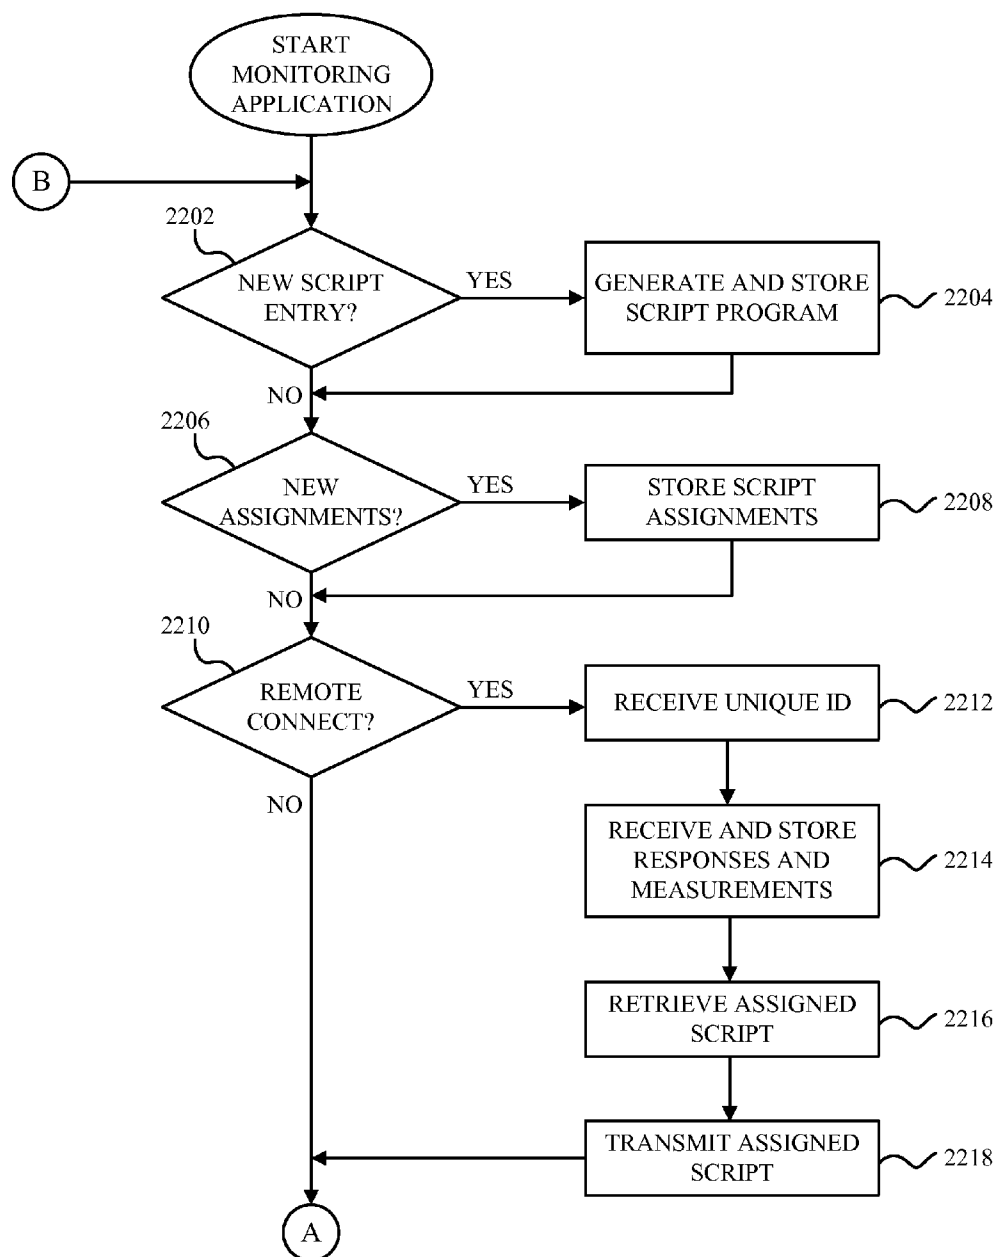 START
MONITORING
APPLICATION
B
2202
NEW SCRIPT
ENTRY?
YES
GENERATE AND STORE
SCRIPT PROGRAM
2204
NO
2206
NEW
ASSIGNMENTS?
YES
STORE SCRIPT
ASSIGNMENTS
2208
NO
2210
REMOTE
CONNECT?
YES
RECEIVE UNIQUE ID
2212
NO
RECEIVE AND STORE
RESPONSES AND
MEASUREMENTS
2214
RETRIEVE ASSIGNED
SCRIPT
2216
TRANSMIT ASSIGNED
SCRIPT
2218
A